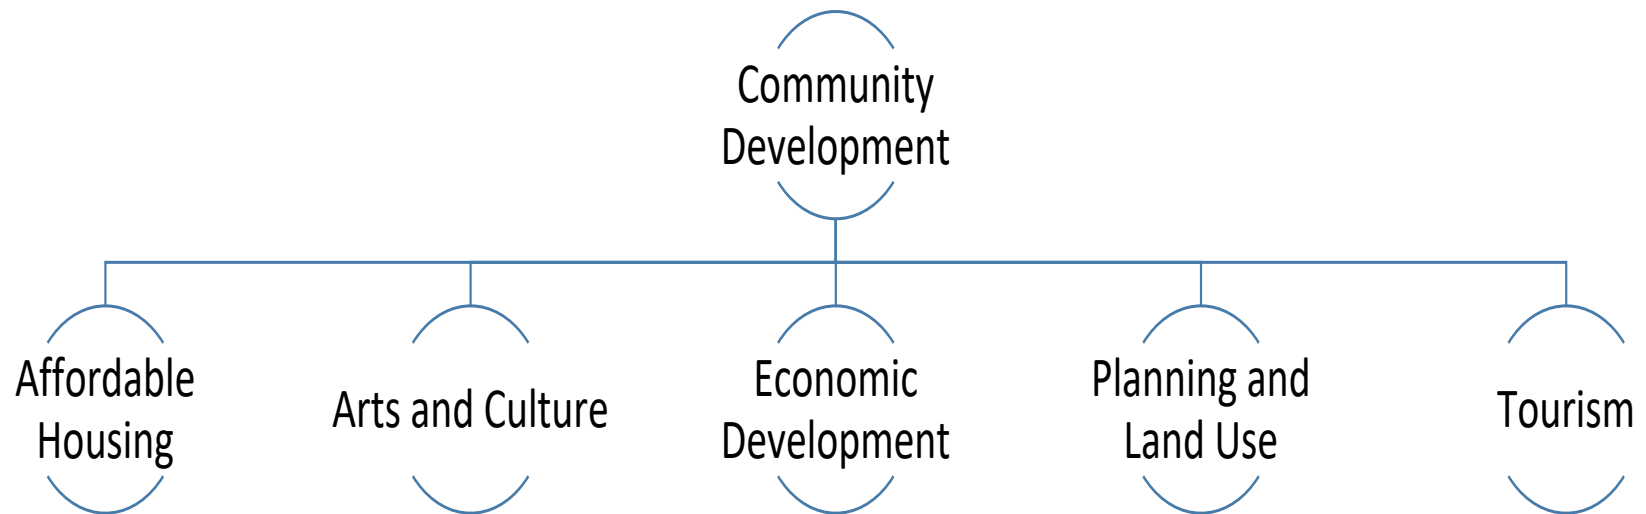 Community
Development
Affordable
Housing
Arts and Culture
Economic
Development
Planning and
Land Use
Tourism